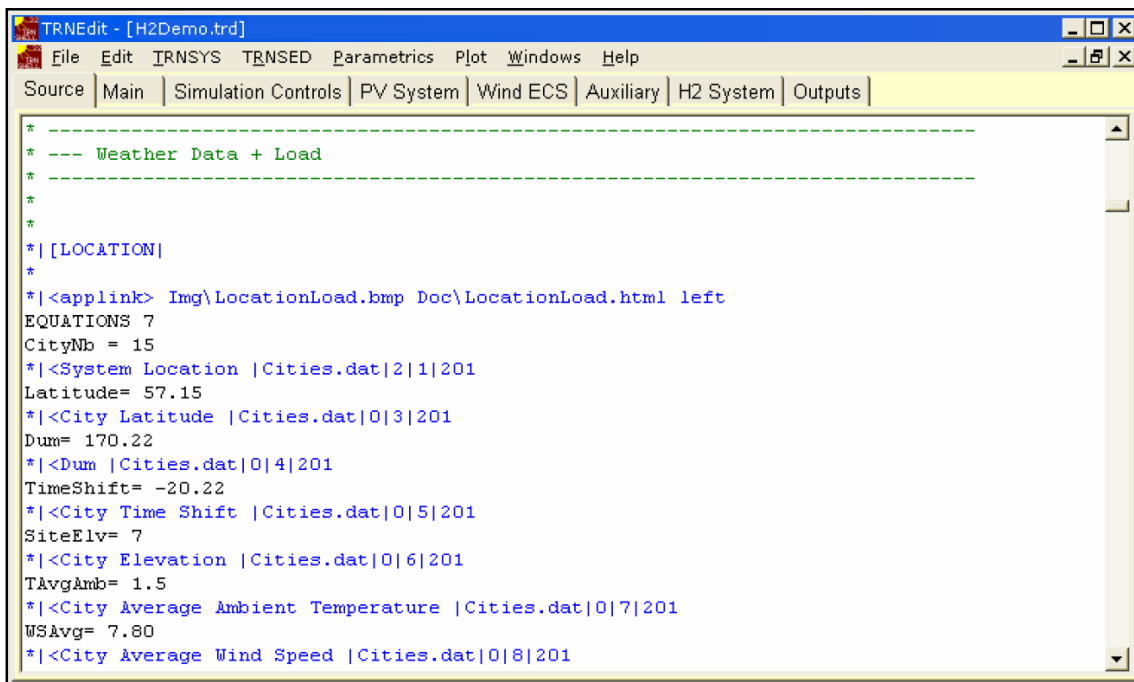 TRNEdit - [H2Demo.trd]
File Edit TRNSYS TRNSED Parametrics Plot Windows Help
Source Main Simulation Controls PV System Wind ECS Auxiliary H2 System Outputs
* ------------------------------------------------------------------------------
* --- Weather Data + Load
* ------------------------------------------------------------------------------
*
*
*|[LOCATION|
*
*|<applink> Img\LocationLoad.bmp Doc\LocationLoad.html left
EQUATIONS 7
CityNb = 15
*|<System Location |Cities.dat|2|1|201
Latitude= 57.15
*|<City Latitude |Cities.dat|0|3|201
Dum= 170.22
*|<Dum |Cities.dat|0|4|201
TimeShift= -20.22
*|<City Time Shift |Cities.dat|0|5|201
SiteElv= 7
*|<City Elevation |Cities.dat|0|6|201
TAvgAmb= 1.5
*|<City Average Ambient Temperature |Cities.dat|0|7|201
WSAvg= 7.80
*|<City Average Wind Speed |Cities.dat|0|8|201